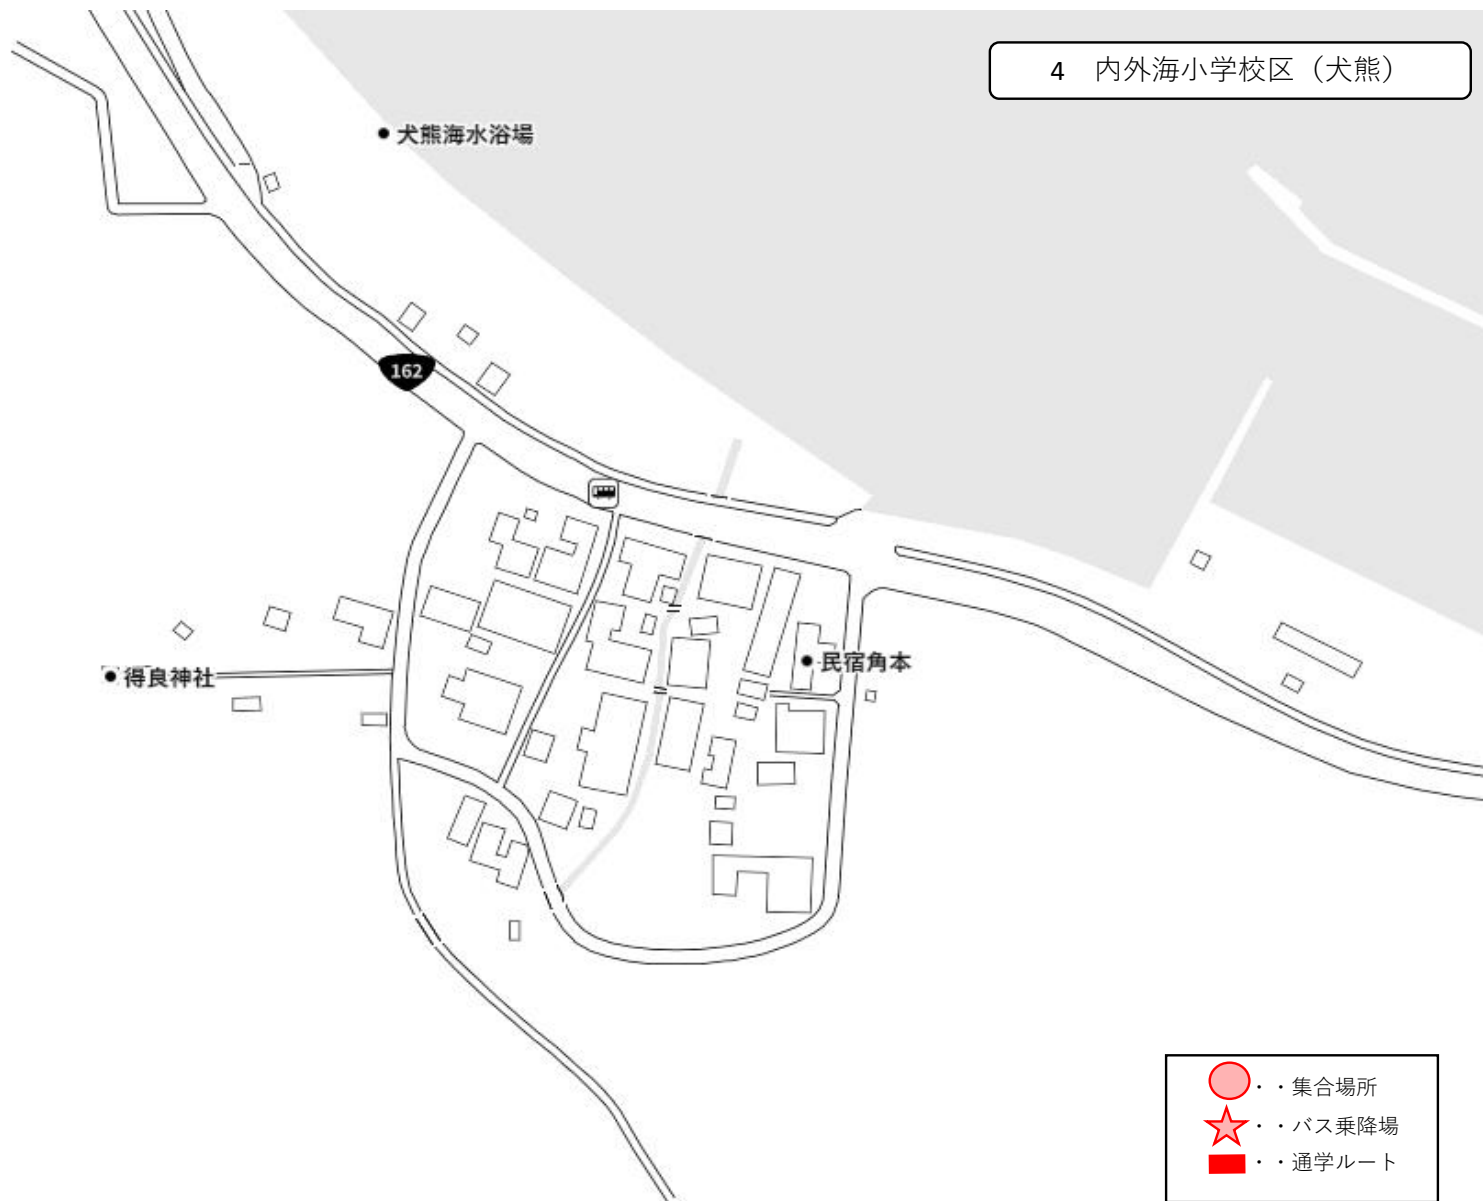 4 内外海小学校区（犬熊）
犬熊海水浴場
162
民宿角本
得良神社
・・集合場所
・・バス乗降場
・・通学ルート